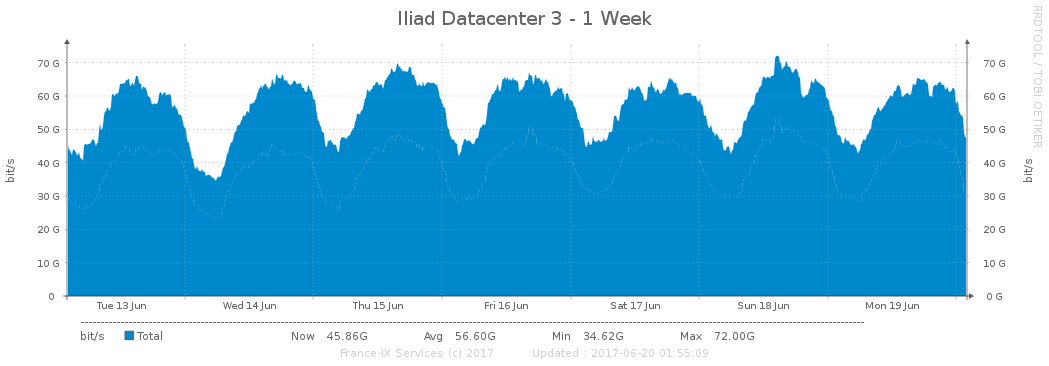 Iliad Datacenter 3 - 1 Week
RRDTOOL / TOBI OETIKER
70 G 70 G
60 G 60 G
50 G 50 G
40 G 40 G
30 G 30 G
20 G 20 G
10 G 10 G
0 0 G
bit/s bit/s
Tue 13 Jun Wed 14 Jun Thu 15 Jun Fri 16 Jun Sat 17 Jun Sun 18 Jun Mon 19 Jun
bit/s Total Now 45.86G Avg 56.60G Min 34.62G Max 72.00G
France-IX Services (c) 2017 Updated : 2017-06-20 01:55:09